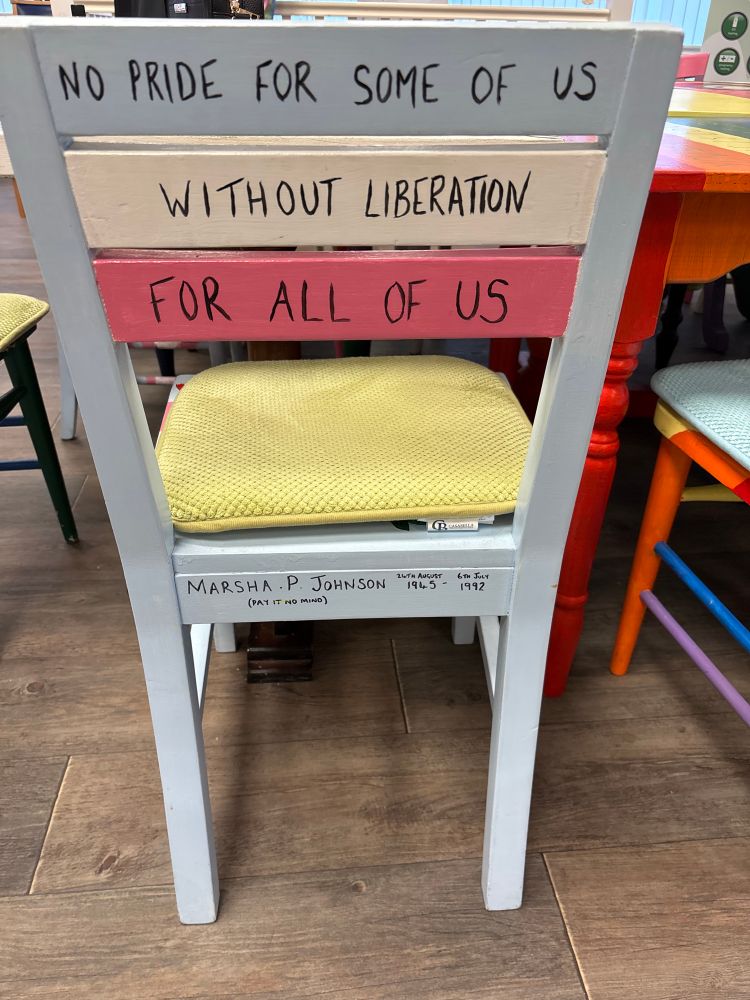 NO PRIDE FOR SOME OF US
WITHOUT LIBERATION
FOR ALL OF US
CASABELLA
MARSHA . P. JOHNSON 24TH AUGUST 1945 - 6TH JULY 1992
(PAY IT NO MIND)